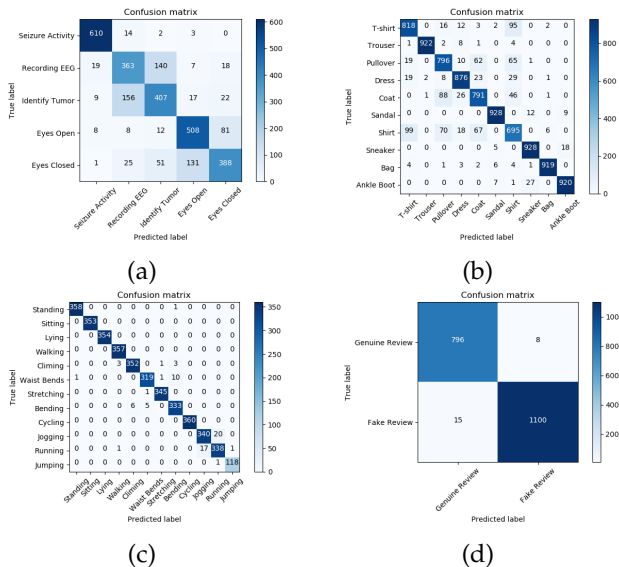 Confusion matrix
True label
Seizure Activity 610 14 2 3 0
Recording EEG 19 363 140 7 18
Identify Tumor 9 156 407 17 22
Eyes Open 8 8 12 508 81
Eyes Closed 1 25 51 131 388
Seizure Activity Recording EEG Identify Tumor Eyes Open Eyes Closed
Predicted label
600
500
400
300
200
100
0
(a)
Confusion matrix
True label
T-shirt 818 0 16 12 3 2 95 0 2 0
Trouser 2 922 2 8 1 0 4 0 0 0
Pullover 19 0 796 10 62 0 65 0 0 1
Dress 19 2 8 876 23 0 29 0 1 0
Coat 0 1 88 26 791 0 46 0 1 0
Sandal 0 0 0 0 0 928 0 12 0 9
Shirt 99 0 70 18 67 0 695 0 6 0
Sneaker 0 0 0 0 0 5 0 928 0 18
Bag 4 0 1 3 2 6 4 1 919 0
Ankle Boot 0 0 0 0 0 7 1 27 0 920
T-shirt Trouser Pullover Dress Coat Sandal Shirt Sneaker Bag Ankle Boot
Predicted label
800
600
400
200
0
(b)
Confusion matrix
True label
Standing 358 0 0 0 0 0 0 1 0 0 0 0
Sitting 0 353 0 0 0 0 0 0 0 0 0 0
Lying 0 0 354 0 0 0 0 0 0 0 0 0
Walking 0 0 0 357 0 0 0 0 0 0 0 0
Climing 0 0 0 3 352 0 1 3 0 0 0 0
Waist Bends 1 0 0 0 0 319 1 10 0 0 0 0
Stretching 0 0 0 0 0 1 345 0 0 0 0 0
Bending 0 0 0 0 6 5 0 333 0 0 0 0
Cycling 0 0 0 0 0 0 0 0 360 0 0 0
Jogging 0 0 0 0 0 0 0 0 0 340 20 0
Running 0 0 0 1 0 0 0 0 0 17 338 1
Jumping 0 0 0 0 0 0 0 0 0 0 1 118
Standing Sitting Lying Walking Climing Waist Bends Stretching Bending Cycling Jogging Running Jumping
Predicted label
350
300
250
200
150
100
50
0
(c)
Confusion matrix
True label
Genuine Review 796 8
Fake Review 15 1100
Genuine Review Fake Review
Predicted label
1000
800
600
400
200
(d)